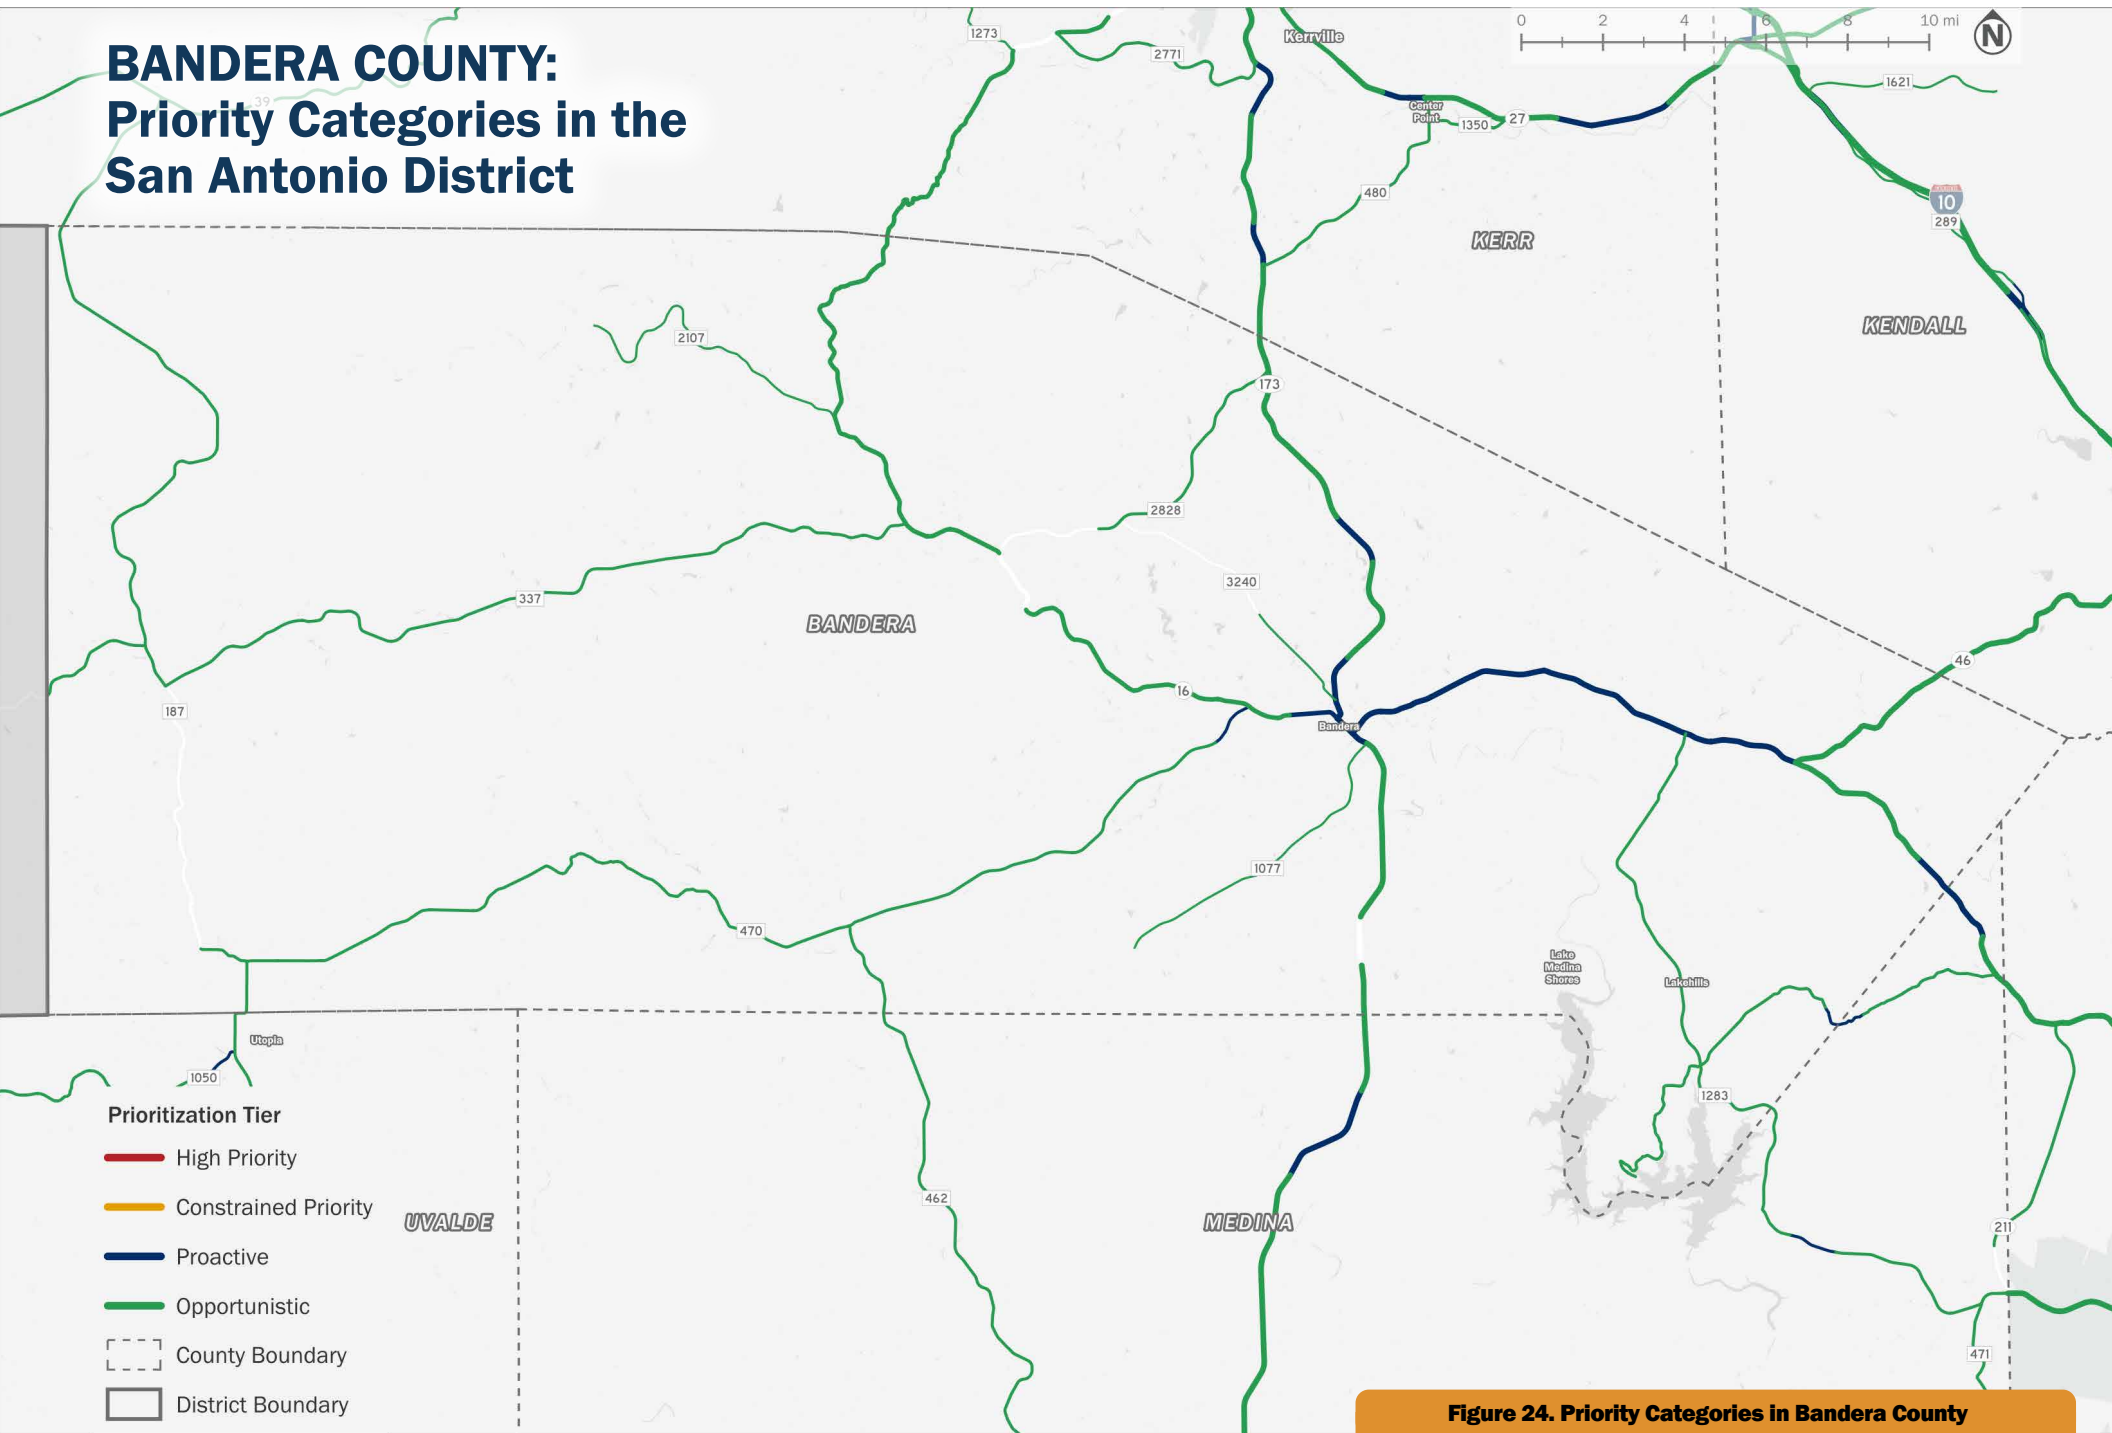 BANDERA COUNTY:
Priority Categories in the
San Antonio District
0 2 4 6 8 10 mi
N
1273
2771
Kerrville
39
Center
Point
1350
27
1621
480
10
289
KERR
KENDALL
2107
173
2828
3240
337
BANDERA
46
187
16
Bandera
1077
470
Lake
Medina
Shores
Lakehills
Utopia
1050
1283
462
UVALDE
MEDINA
211
471
Prioritization Tier
High Priority
Constrained Priority
Proactive
Opportunistic
County Boundary
District Boundary
Figure 24. Priority Categories in Bandera County